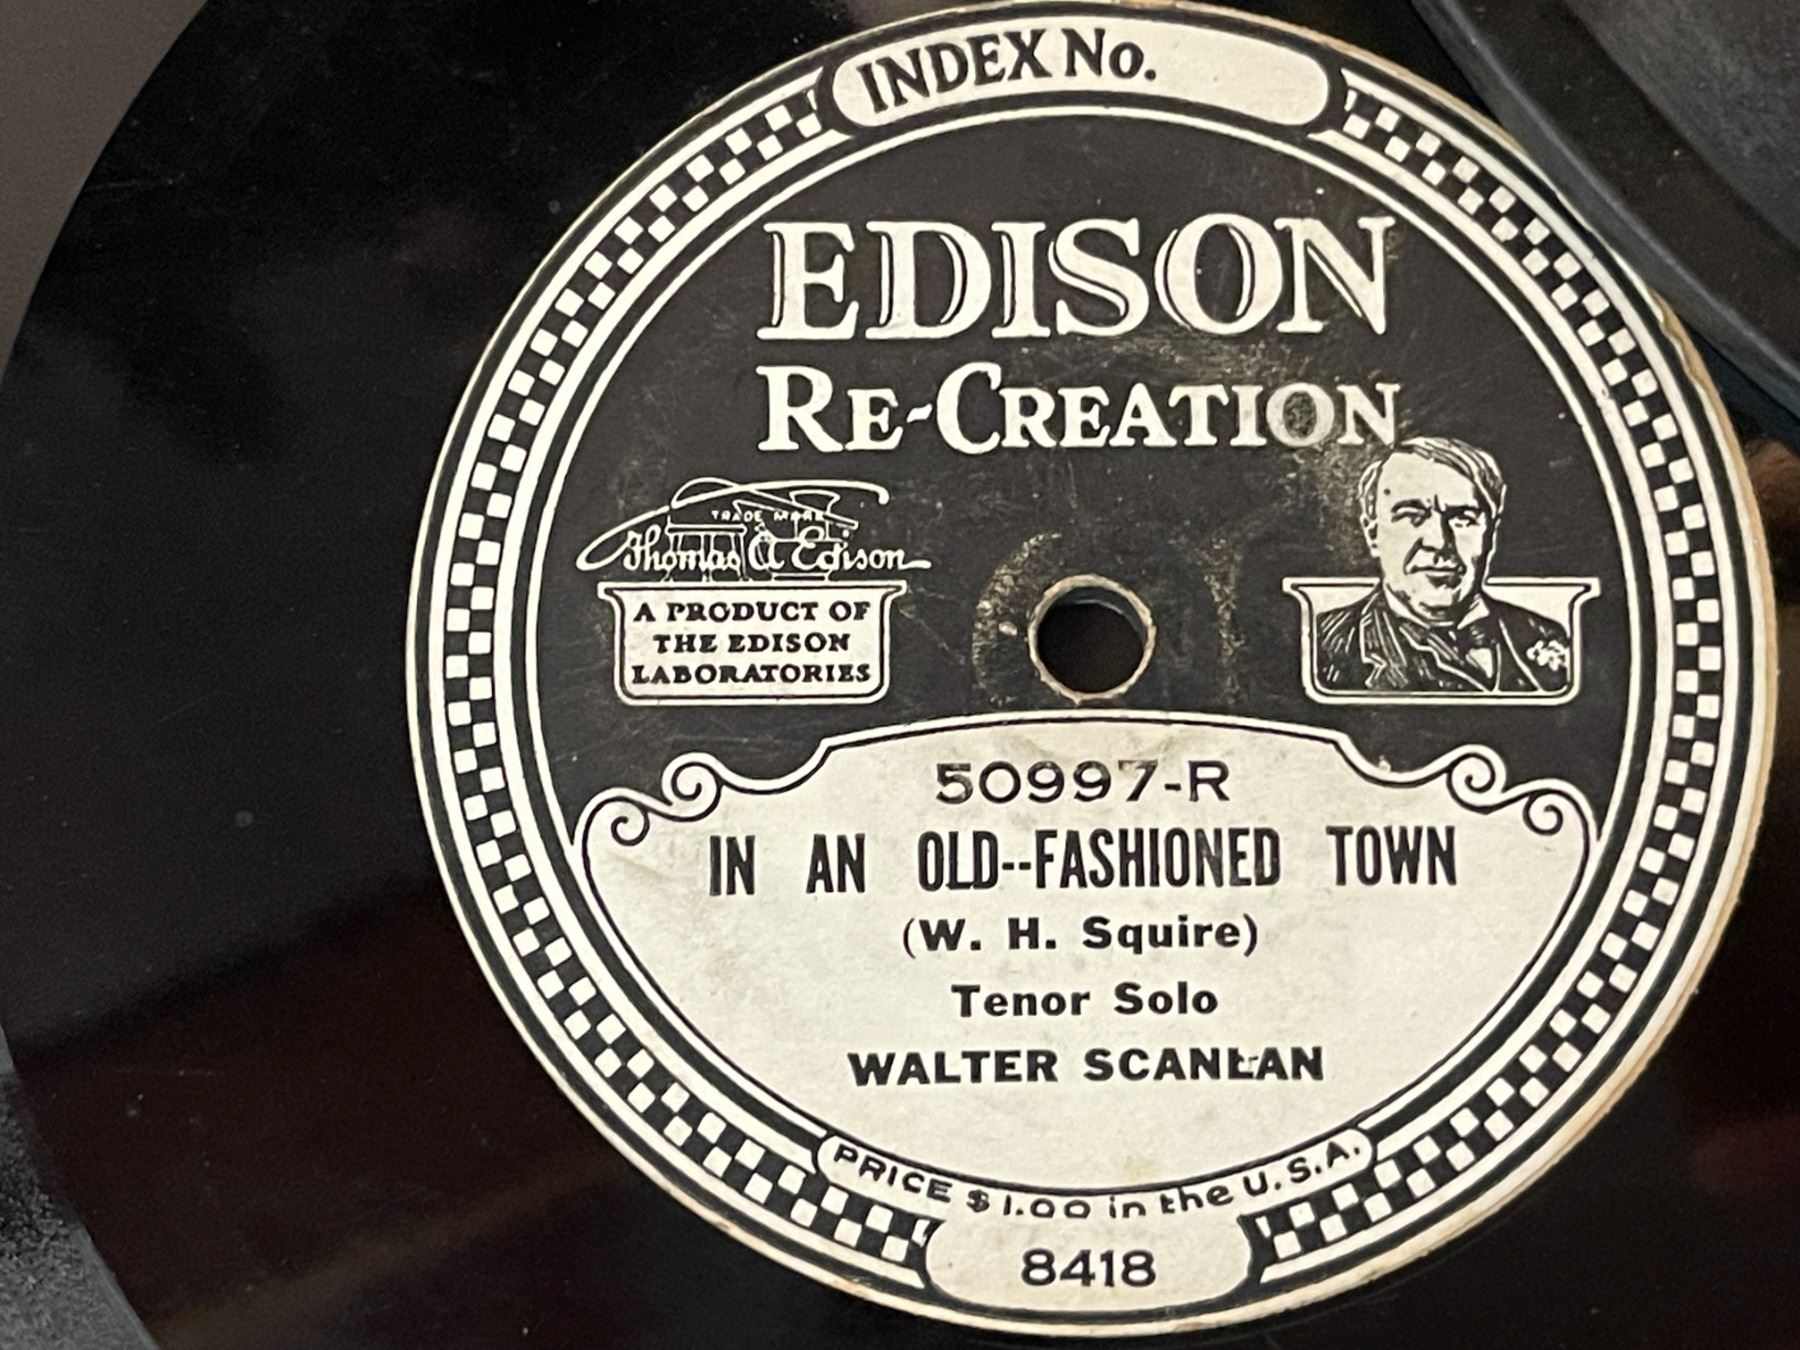 INDEX No.
EDISON
RE-CREATION
TRADE MARK
Thomas A Edison
A PRODUCT OF
THE EDISON
LABORATORIES
50997-R
IN AN OLD--FASHIONED TOWN
(W. H. Squire)
Tenor Solo
WALTER SCANLAN
PRICE $1.00 in the U.S.A.
8418